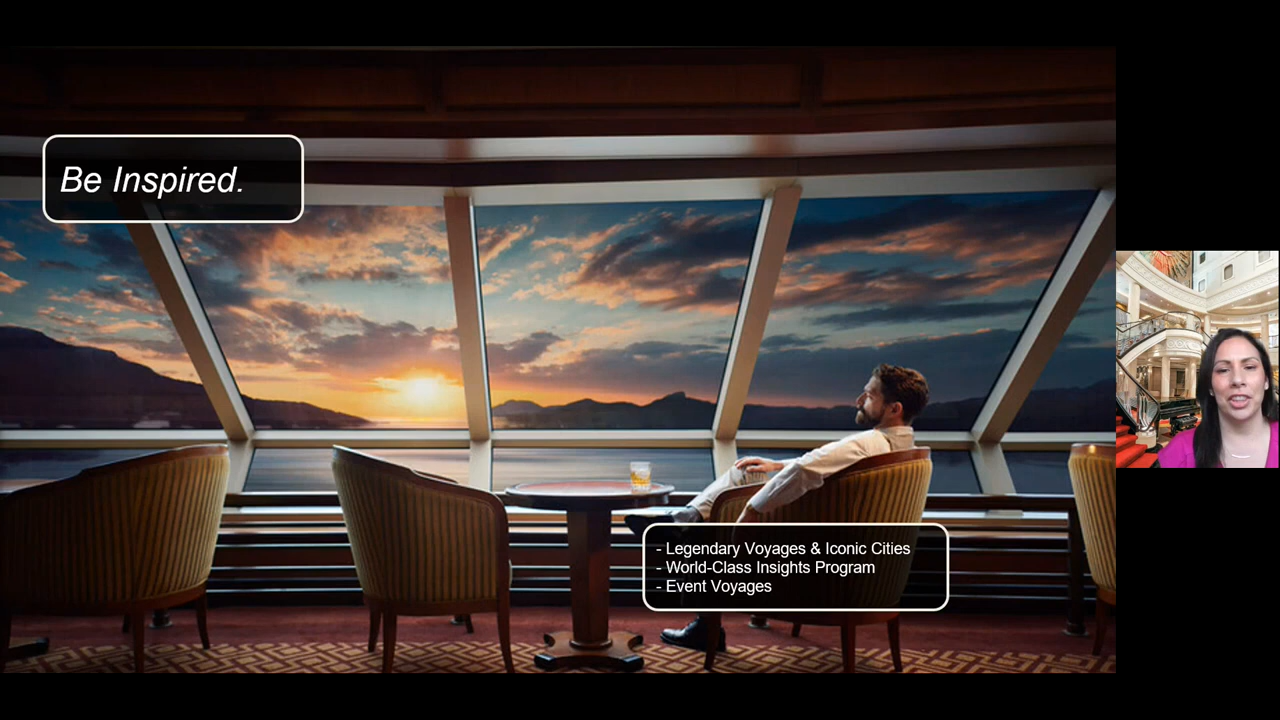 Be Inspired.
- Legendary Voyages & Iconic Cities
- World-Class Insights Program
- Event Voyages